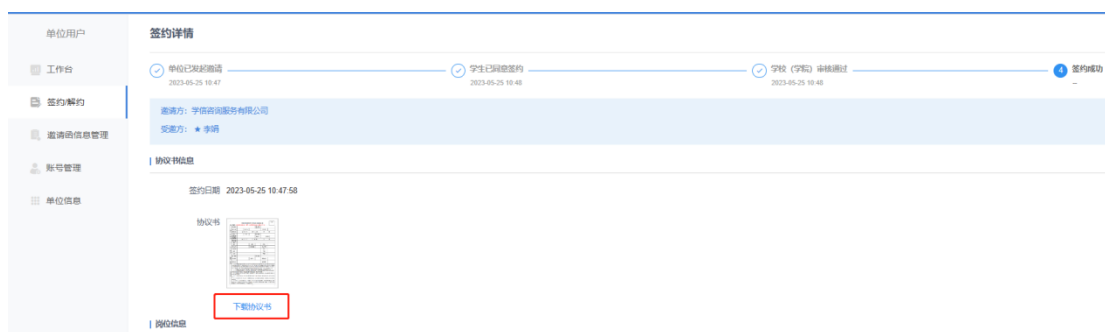 单位用户
工作台
签约/解约
邀请函信息管理
账号管理
单位信息
签约详情
单位已发起邀请
2023-05-25 10:47
学生已同意签约
2023-05-25 10:48
学校（学院）审核通过
2023-05-25 10:48
4 签约成功
--
邀请方：学信咨询服务有限公司
受邀方：★ 李娟
协议书信息
签约日期 2023-05-25 10:47:58
协议书
下载协议书
岗位信息